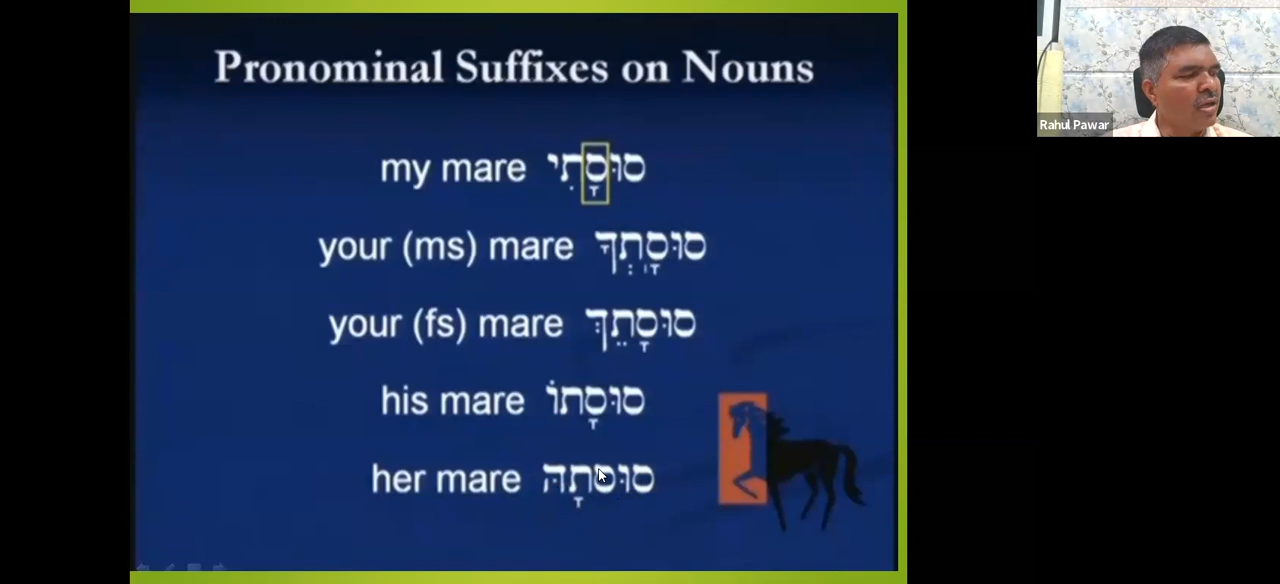 Pronominal Suffixes on Nouns
my mare סוּסָתִי
your (ms) mare סוּסָֽתְךָ
your (fs) mare סוּסָתֵךְ
his mare סוּסָתוֹ
her mare סוּסתָהּ
Rahul Pawar